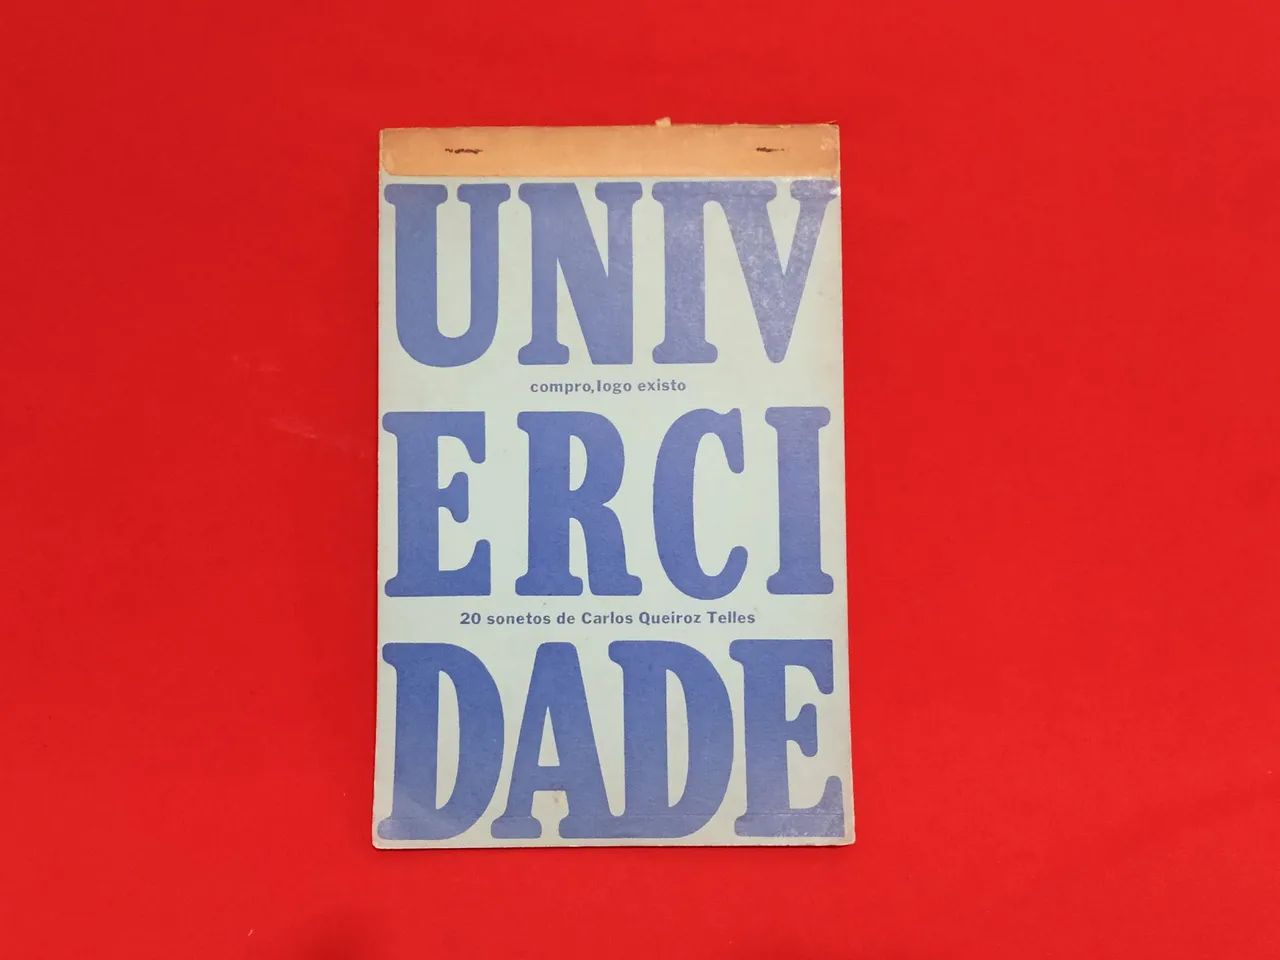 UNIV
compro, logo existo
ERCI
20 sonetos de Carlos Queiroz Telles
DADE